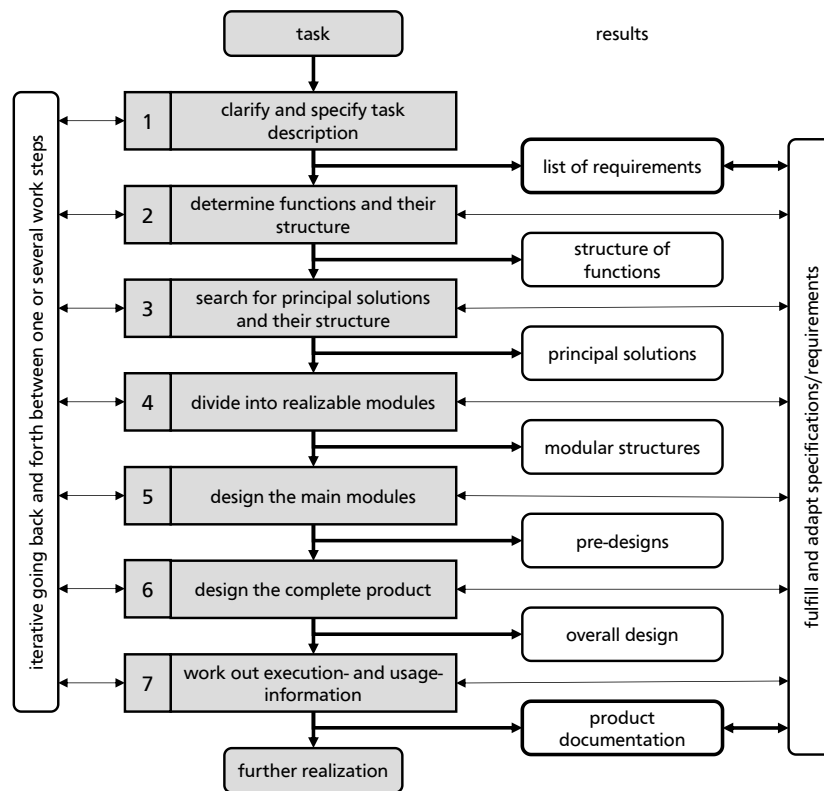 task
results
1
clarify and specify task
description
list of requirements
2
determine functions and their
structure
structure of
functions
3
search for principal solutions
and their structure
principal solutions
4
divide into realizable modules
modular structures
5
design the main modules
pre-designs
6
design the complete product
overall design
7
work out execution- and usage-
information
product
documentation
further realization
iterative going back and forth between one or several work steps
fulfill and adapt specifications/requirements